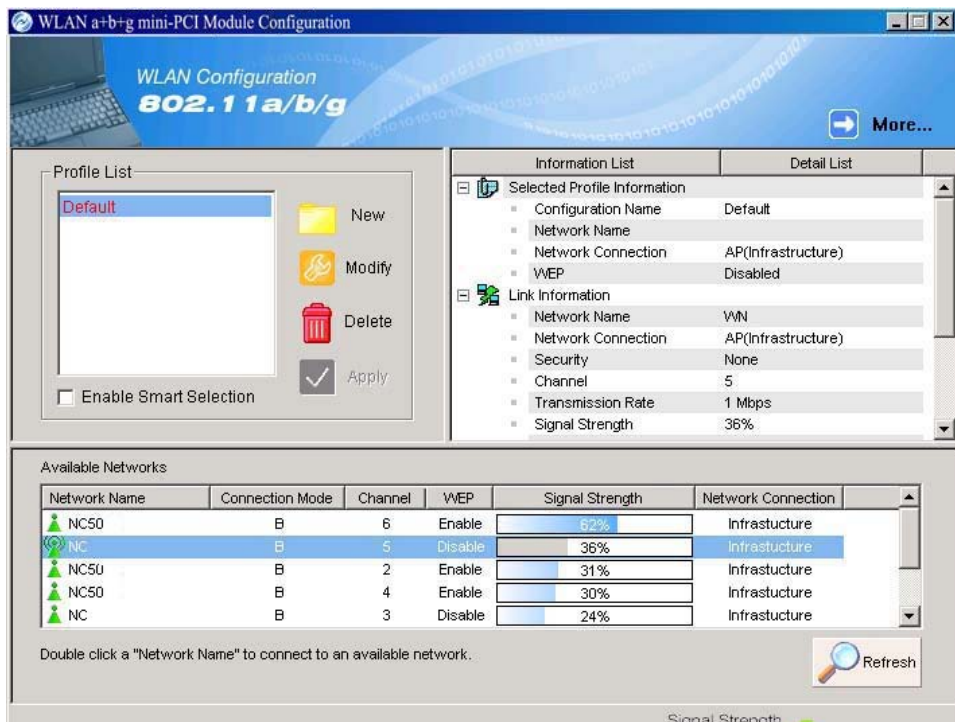 WLAN a+b+g mini-PCI Module Configuration
WLAN Configuration
802.11a/b/g
More...
Profile List
Default
New
Modify
Delete
Apply
Enable Smart Selection
Information List Detail List
Selected Profile Information
Configuration Name Default
Network Name
Network Connection AP(Infrastructure)
WEP Disabled
Link Information
Network Name WN
Network Connection AP(Infrastructure)
Security None
Channel 5
Transmission Rate 1 Mbps
Signal Strength 36%
Available Networks
Network Name Connection Mode Channel WEP Signal Strength Network Connection
NC50 B 6 Enable 62% Infrastucture
NC B 5 Disable 36% Infrastucture
NC50 B 2 Enable 31% Infrastucture
NC50 B 4 Enable 30% Infrastucture
NC B 3 Disable 24% Infrastucture
Double click a "Network Name" to connect to an available network.
Refresh
Signal Strength